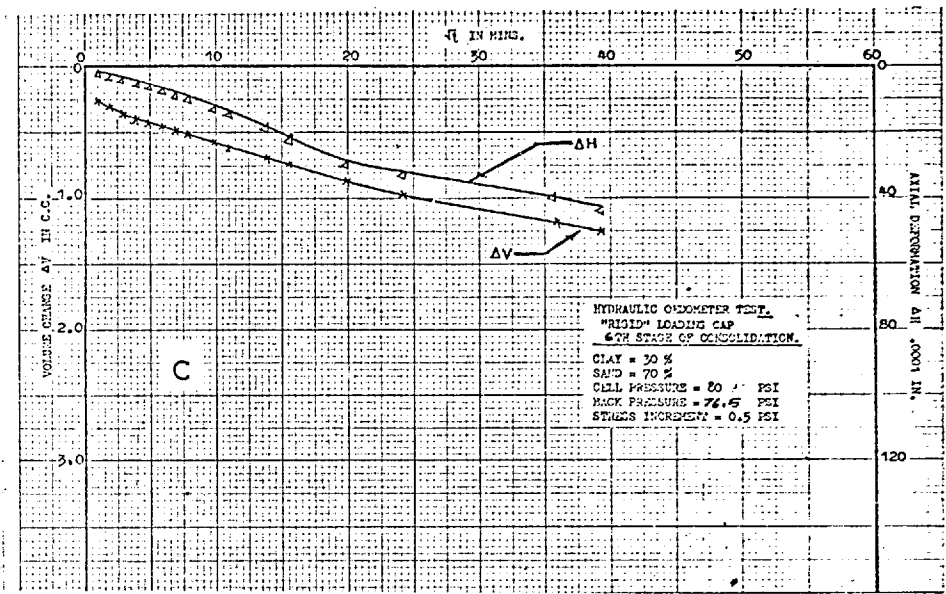 √t IN MINS.
0 10 20 30 40 50 60
0
1.0
2.0
3.0
VOLUME CHANGE ΔV IN C.C.
0
40
80
120
AXIAL DEFORMATION ΔH .0001 IN.
ΔH
ΔV
C
HYDRAULIC OEDOMETER TEST.
"RIGID" LOADING CAP
6TH STAGE OF CONSOLIDATION.
CLAY = 30 %
SAND = 70 %
CELL PRESSURE = 80 PSI
BACK PRESSURE = 76.5 PSI
STRESS INCREMENT = 0.5 PSI